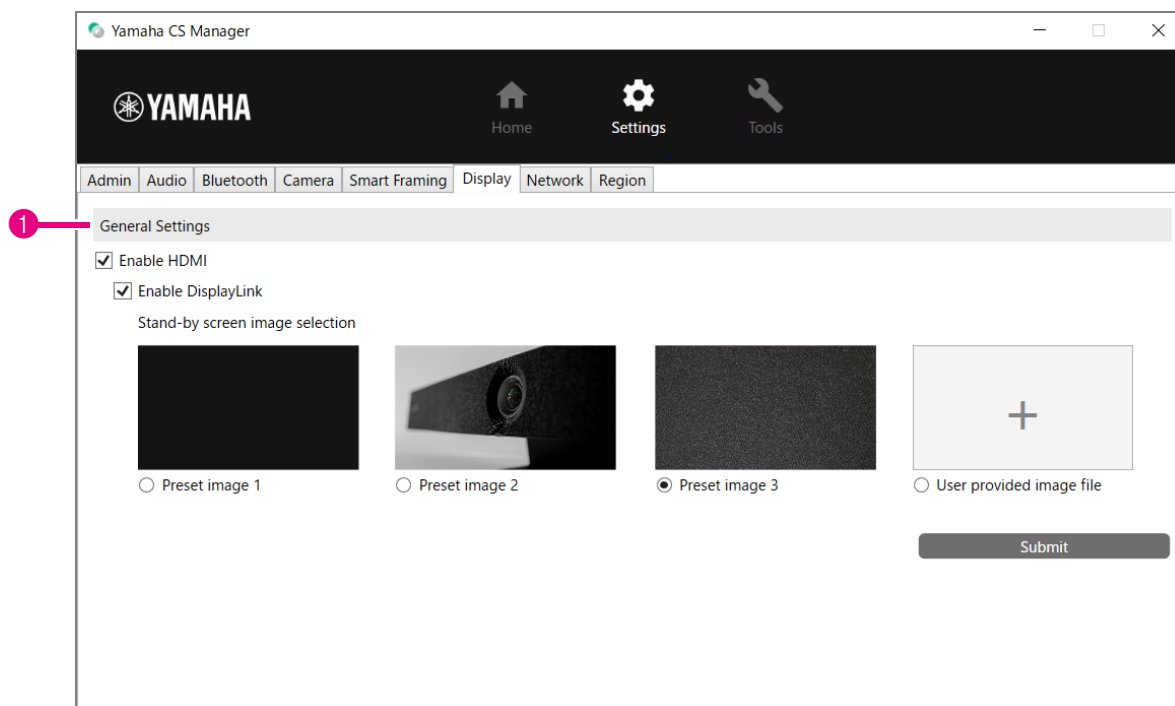 Yamaha CS Manager
YAMAHA
Home Settings Tools
Admin Audio Bluetooth Camera Smart Framing Display Network Region
1 General Settings
Enable HDMI
Enable DisplayLink
Stand-by screen image selection
Preset image 1 Preset image 2 Preset image 3 User provided image file
Submit